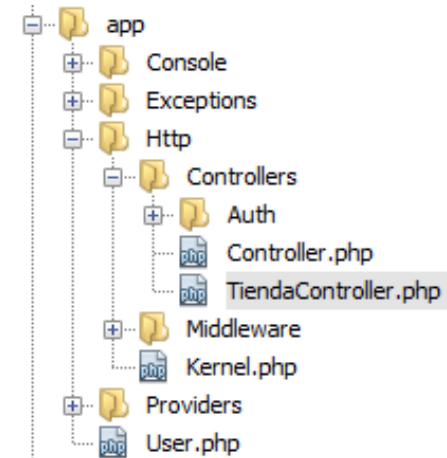 app
Console
Exceptions
Http
Controllers
Auth
Controller.php
TiendaController.php
Middleware
Kernel.php
Providers
User.php